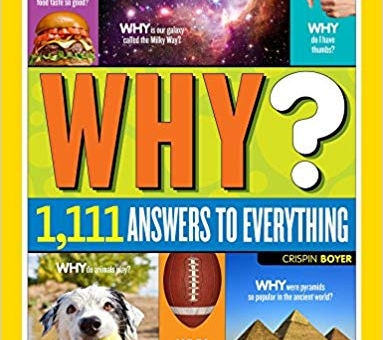 food taste so good?
WHY is our galaxy
called the Milky Way?
WHY
do I have
thumbs?
WHY?
1,111 ANSWERS TO EVERYTHING
CRISPIN BOYER
WHY do animals play?
WHY were pyramids
so popular in the ancient world?